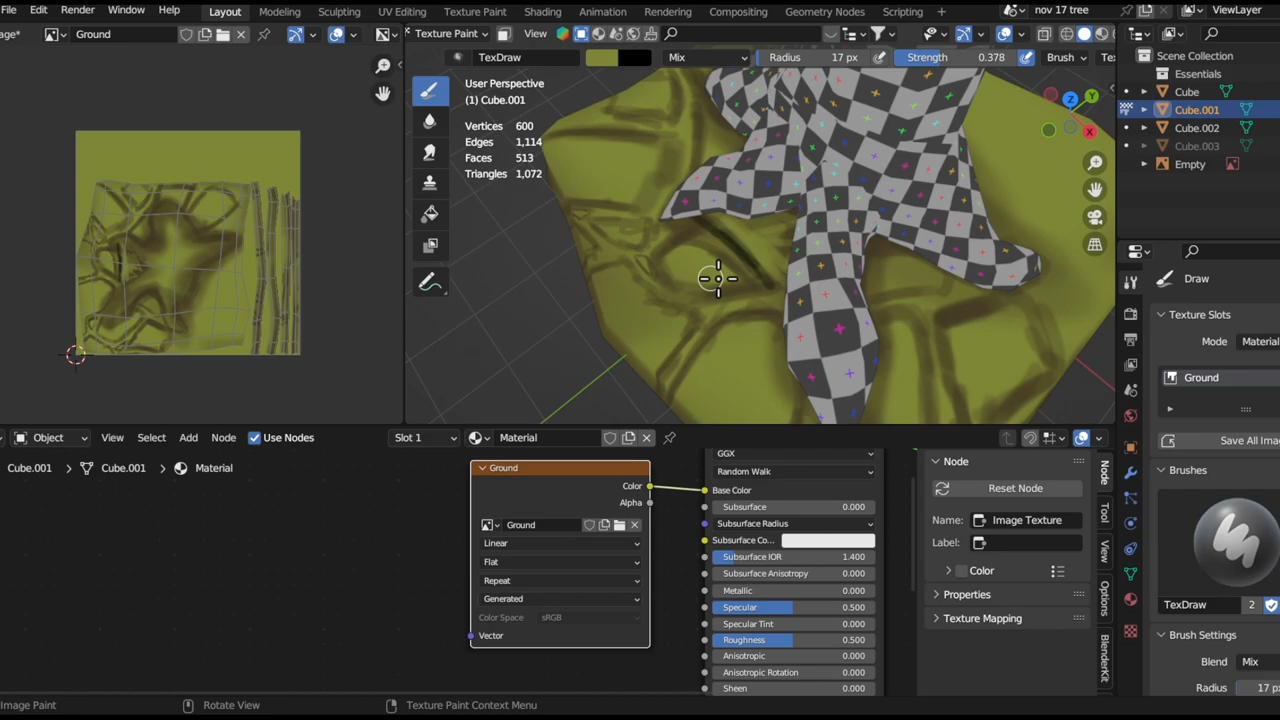 File Edit Render Window Help Layout Modeling Sculpting UV Editing Texture Paint Shading Animation Rendering Compositing Geometry Nodes Scripting + nov 17 tree ViewLayer
age* Ground Texture Paint View
TexDraw Mix Radius 17 px Strength 0.378 Brush Te
User Perspective
(1) Cube.001
Vertices 600
Edges 1,114
Faces 513
Triangles 1,072
Y
Z
X
Scene Collection
Essentials
Cube
Cube.001
Cube.002
Cube.003
Empty
Draw
Texture Slots
Mode Material
Ground
Save All Imag
Brushes
TexDraw 2
Brush Settings
Blend Mix
Radius 17 px
Object View Select Add Node Use Nodes Slot 1 Material
Cube.001 > Cube.001 > Material
Ground
Color
Alpha
Ground
Linear
Flat
Repeat
Generated
Color Space sRGB
Vector
GGX
Random Walk
Base Color
Subsurface 0.000
Subsurface Radius
Subsurface Co...
Subsurface IOR 1.400
Subsurface Anisotropy 0.000
Metallic 0.000
Specular 0.500
Specular Tint 0.000
Roughness 0.500
Anisotropic 0.000
Anisotropic Rotation 0.000
Sheen 0.000
Node
Reset Node
Name: Image Texture
Label:
Color
Properties
Texture Mapping
Node
Tool
View
Options
BlenderKit
Image Paint Rotate View Texture Paint Context Menu